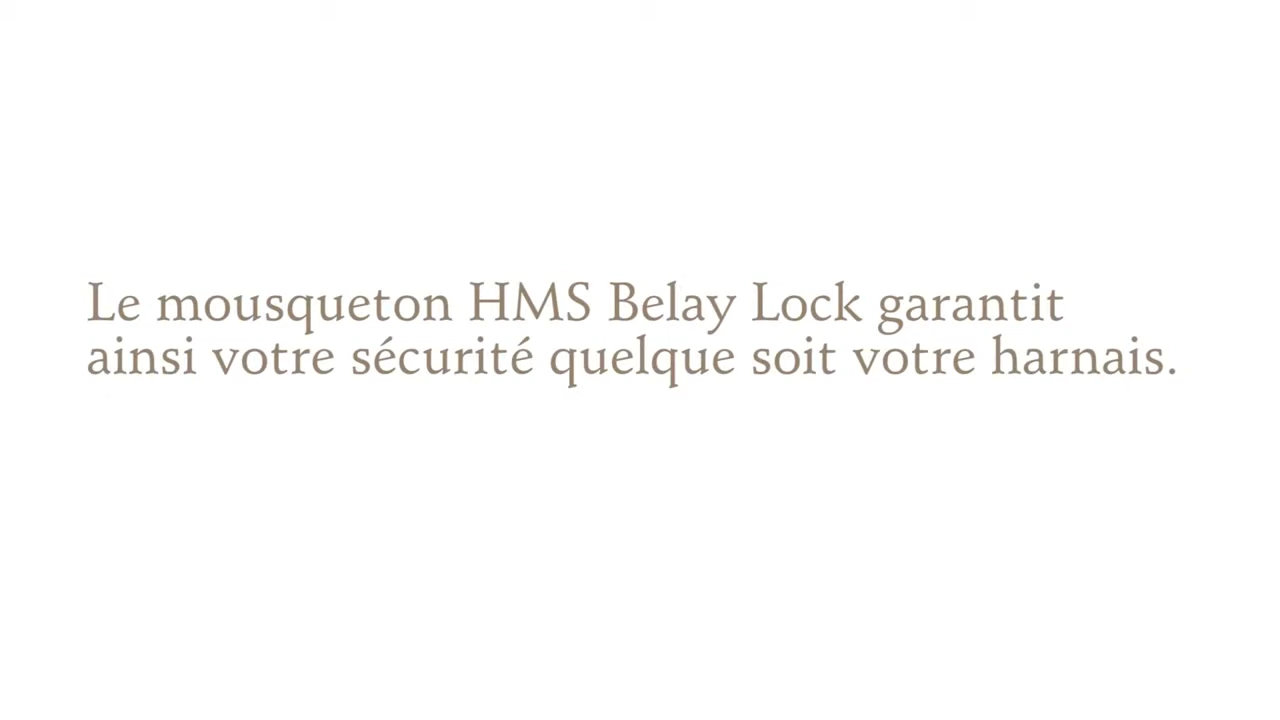 Le mousqueton HMS Belay Lock garantit
ainsi votre sécurité quelque soit votre harnais.